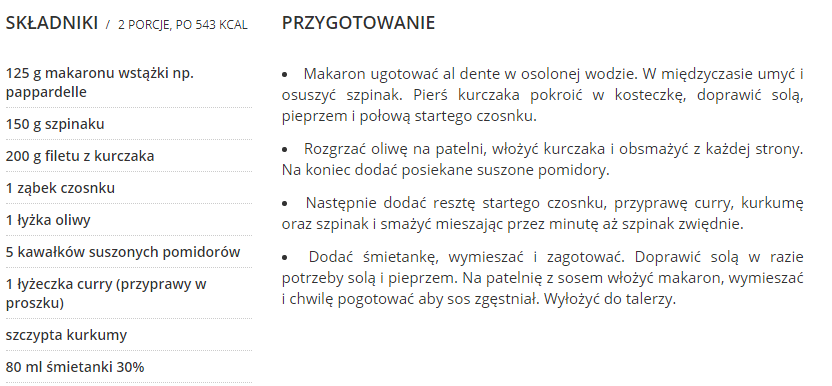 SKŁADNIKI / 2 PORCJE, PO 543 KCAL
125 g makaronu wstążki np.
pappardelle
150 g szpinaku
200 g filetu z kurczaka
1 ząbek czosnku
1 łyżka oliwy
5 kawałków suszonych pomidorów
1 łyżeczka curry (przyprawy w
proszku)
szczypta kurkumy
80 ml śmietanki 30%
PRZYGOTOWANIE
• Makaron ugotować al dente w osolonej wodzie. W międzyczasie umyć i
osuszyć szpinak. Pierś kurczaka pokroić w kosteczkę, doprawić solą,
pieprzem i połową startego czosnku.
• Rozgrzać oliwę na patelni, włożyć kurczaka i obsmażyć z każdej strony.
Na koniec dodać posiekane suszone pomidory.
• Następnie dodać resztę startego czosnku, przyprawę curry, kurkumę
oraz szpinak i smażyć mieszając przez minutę aż szpinak zwiędnie.
• Dodać śmietankę, wymieszać i zagotować. Doprawić solą w razie
potrzeby solą i pieprzem. Na patelnię z sosem włożyć makaron, wymieszać
i chwilę pogotować aby sos zgęstniał. Wyłożyć do talerzy.